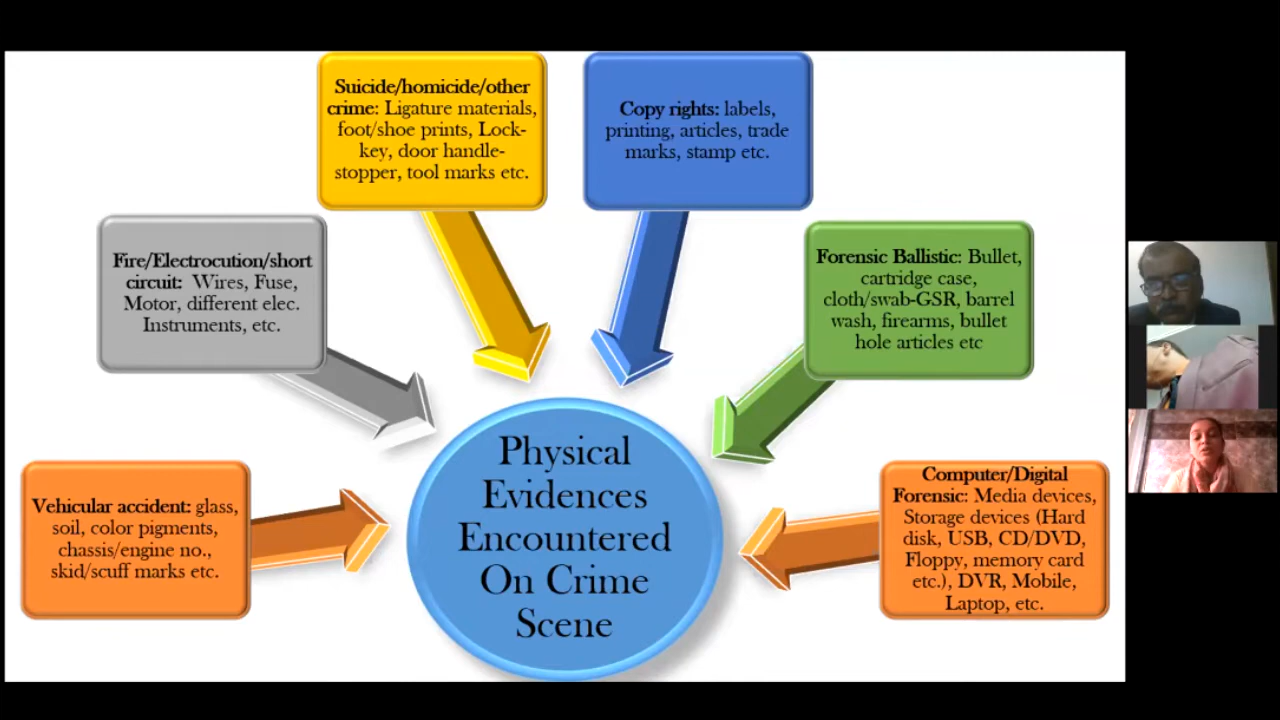 Suicide/homicide/other
crime: Ligature materials,
foot/shoe prints, Lock-
key, door handle-
stopper, tool marks etc.
Copy rights: labels,
printing, articles, trade
marks, stamp etc.
Fire/Electrocution/short
circuit: Wires, Fuse,
Motor, different elec.
Instruments, etc.
Forensic Ballistic: Bullet,
cartridge case,
cloth/swab-GSR, barrel
wash, firearms, bullet
hole articles etc
Vehicular accident: glass,
soil, color pigments,
chassis/engine no.,
skid/scuff marks etc.
Physical
Evidences
Encountered
On Crime
Scene
Computer/Digital
Forensic: Media devices,
Storage devices (Hard
disk, USB, CD/DVD,
Floppy, memory card
etc.), DVR, Mobile,
Laptop, etc.